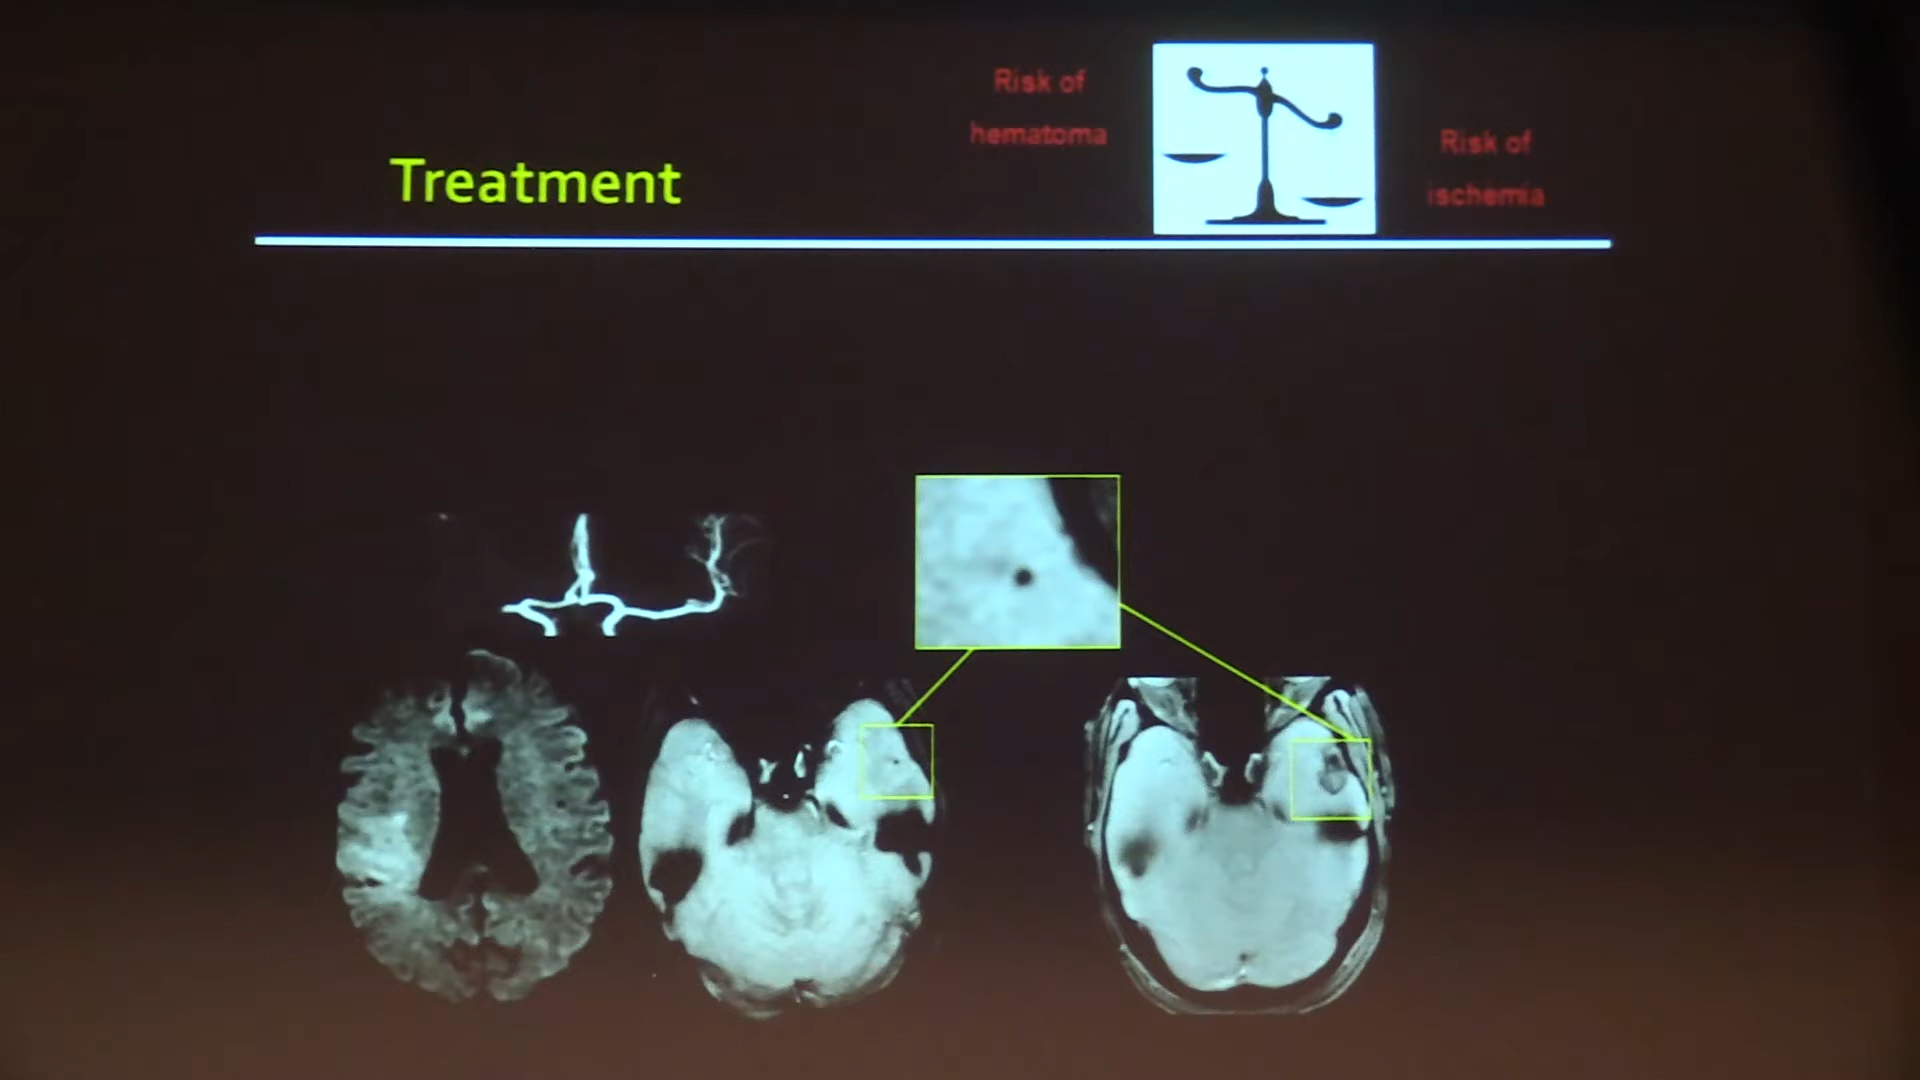 Risk of
hematoma
Risk of
ischemia
Treatment